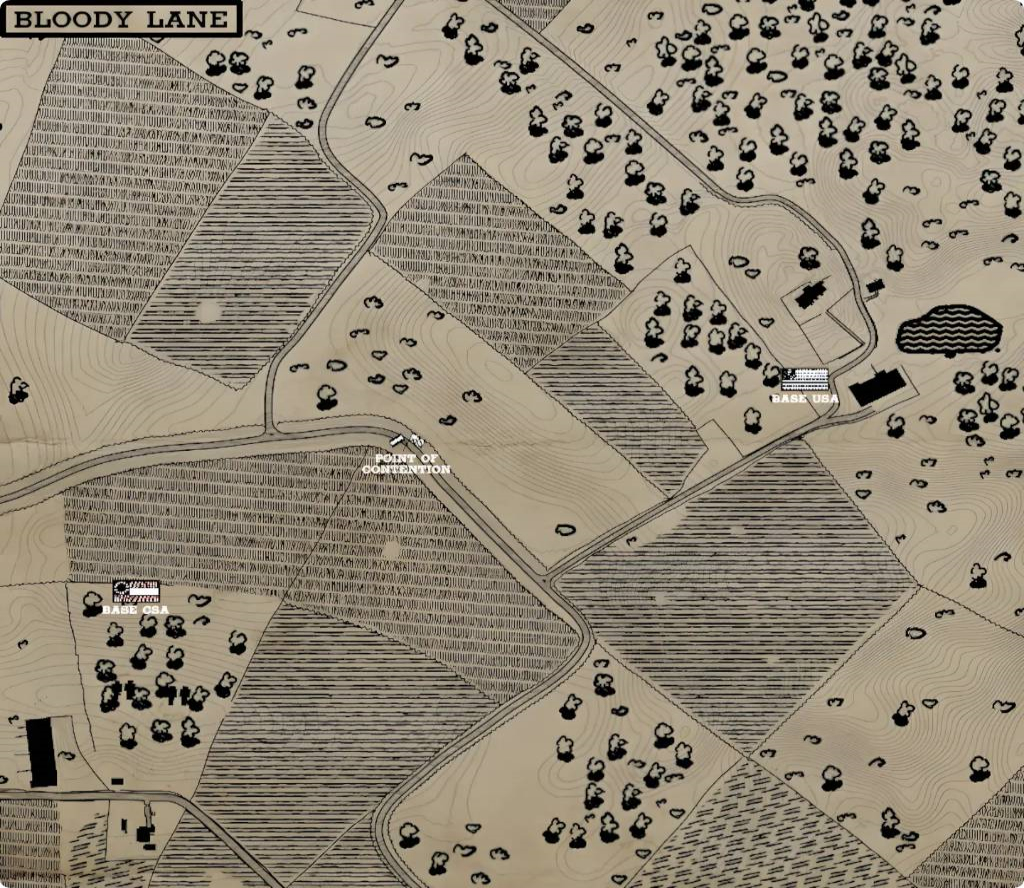 BLOODY LANE
BASE USA
POINT OF
CONTENTION
BASE CSA